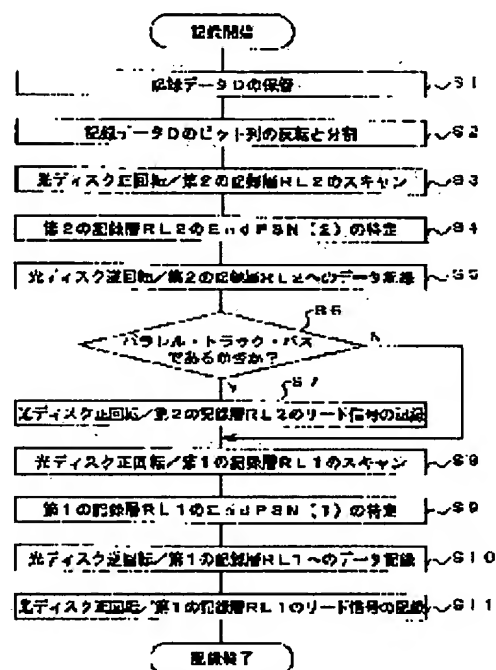 記録開始
記録データDの保管 S1
記録データDのビット列の反転と分割 S2
光ディスク正回転/第2の記録層RL2のスキャン S3
第2の記録層RL2のEndPSN(2)の特定 S4
光ディスク逆回転/第2の記録層RL2へのデータ記録 S5
S6
パラレル・トラック・パス
であるか否か?
N
Y
S7
光ディスク正回転/第2の記録層RL2のリード信号の記録
光ディスク正回転/第1の記録層RL1のスキャン S8
第1の記録層RL1のEndPSN(1)の特定 S9
光ディスク逆回転/第1の記録層RL1へのデータ記録 S10
光ディスク正回転/第1の記録層RL1のリード信号の記録 S11
記録終了